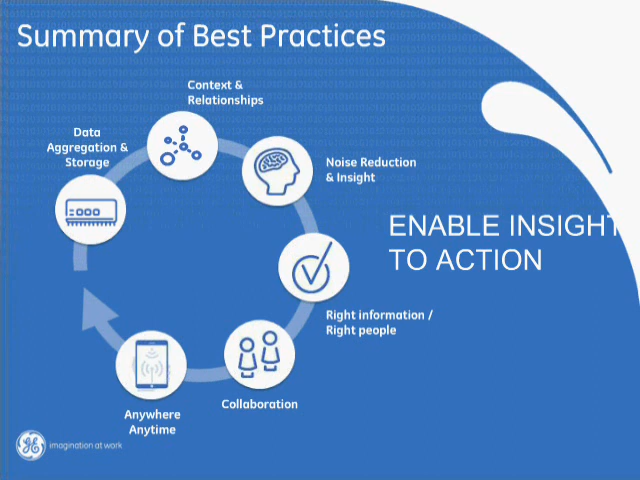 Summary of Best Practices
Context &
Relationships
Data
Aggregation &
Storage
Noise Reduction
& Insight
ENABLE INSIGHT
TO ACTION
Right information /
Right people
Collaboration
Anywhere
Anytime
GE
imagination at work